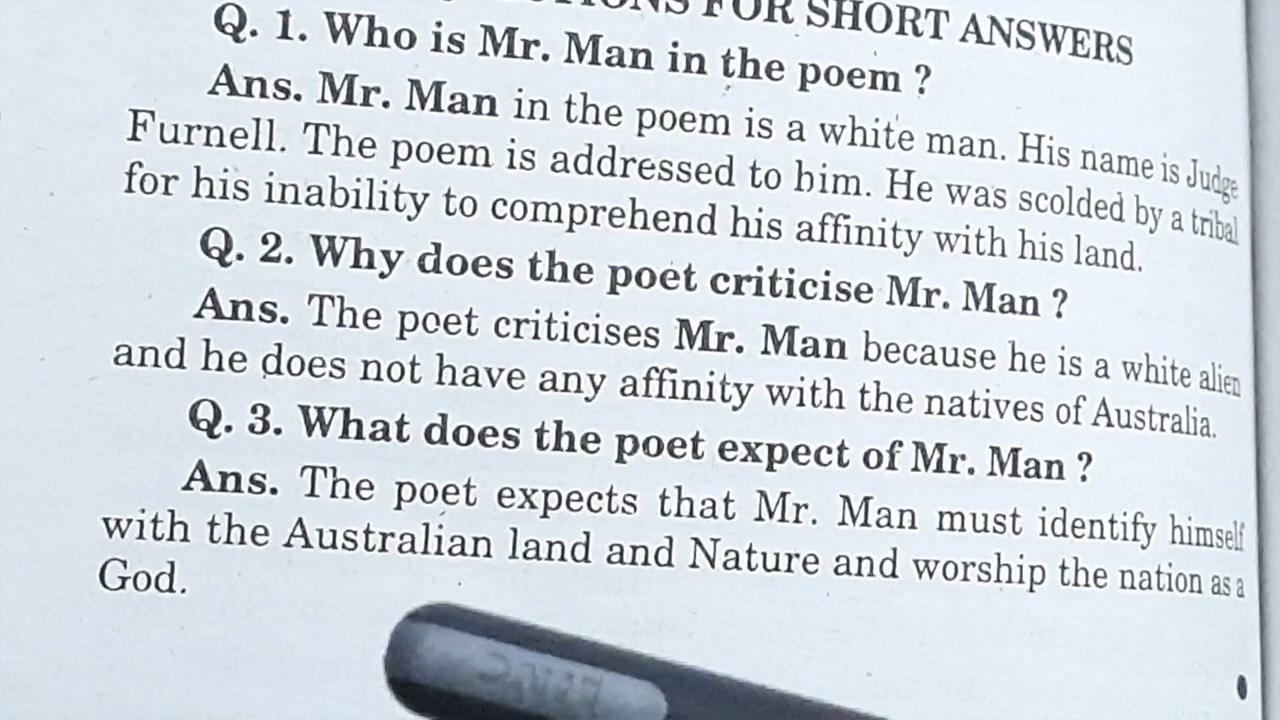 FOR SHORT ANSWERS
Q. 1. Who is Mr. Man in the poem ?
Ans. Mr. Man in the poem is a white man. His name is Judge
Furnell. The poem is addressed to him. He was scolded by a tribal
for his inability to comprehend his affinity with his land.
Q. 2. Why does the poet criticise Mr. Man ?
Ans. The poet criticises Mr. Man because he is a white alien
and he does not have any affinity with the natives of Australia.
Q. 3. What does the poet expect of Mr. Man ?
Ans. The poet expects that Mr. Man must identify himself
with the Australian land and Nature and worship the nation as a
God.